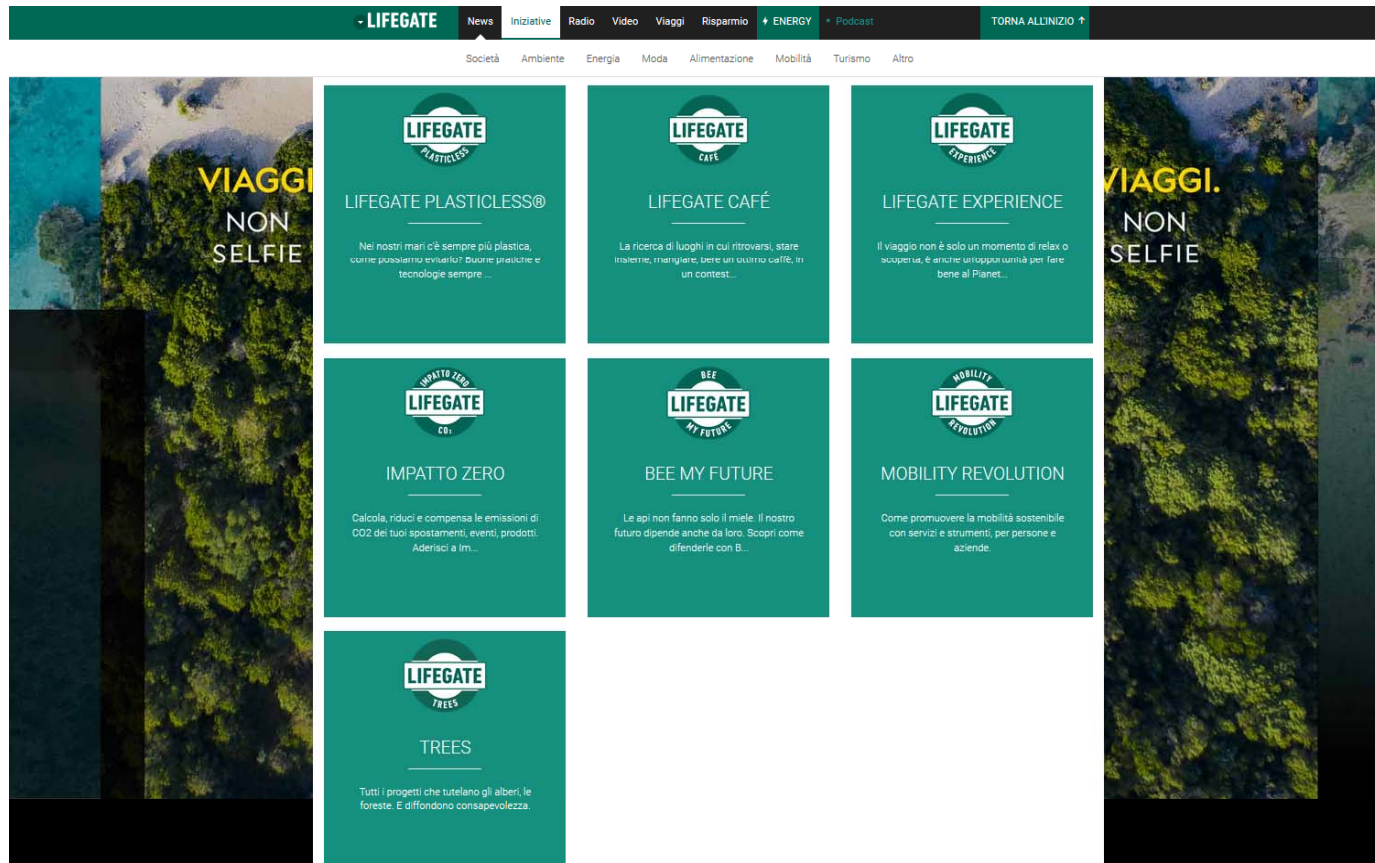 LIFEGATE News Iniziative Radio Video Viaggi Risparmio ENERGY Podcast TORNA ALL'INIZIO ↑
Società Ambiente Energia Moda Alimentazione Mobilità Turismo Altro
VIAGGI
NON
SELFIE
LIFEGATE
PLASTICLESS
LIFEGATE PLASTICLESS®
Nei nostri mari c'è sempre più plastica,
come possiamo evitarlo? Buone pratiche e
tecnologie sempre ...
LIFEGATE
CAFÉ
LIFEGATE CAFÉ
La ricerca di luoghi in cui ritrovarsi, stare
insieme, mangiare, bere un ottimo caffè, in
un contest...
LIFEGATE
EXPERIENCE
LIFEGATE EXPERIENCE
Il viaggio non è solo un momento di relax o
scoperta, è anche un'opportunità per fare
bene al Pianet...
VIAGGI.
NON
SELFIE
IMPATTO ZERO
LIFEGATE
CO₂
IMPATTO ZERO
Calcola, riduci e compensa le emissioni di
CO2 dei tuoi spostamenti, eventi, prodotti.
Aderisci a Im...
BEE
LIFEGATE
MY FUTURE
BEE MY FUTURE
Le api non fanno solo il miele. Il nostro
futuro dipende anche da loro. Scopri come
difenderle con B...
MOBILITY
LIFEGATE
REVOLUTION
MOBILITY REVOLUTION
Come promuovere la mobilità sostenibile
con servizi e strumenti, per persone e
aziende.
LIFEGATE
TREES
TREES
Tutti i progetti che tutelano gli alberi, le
foreste. E diffondono consapevolezza.